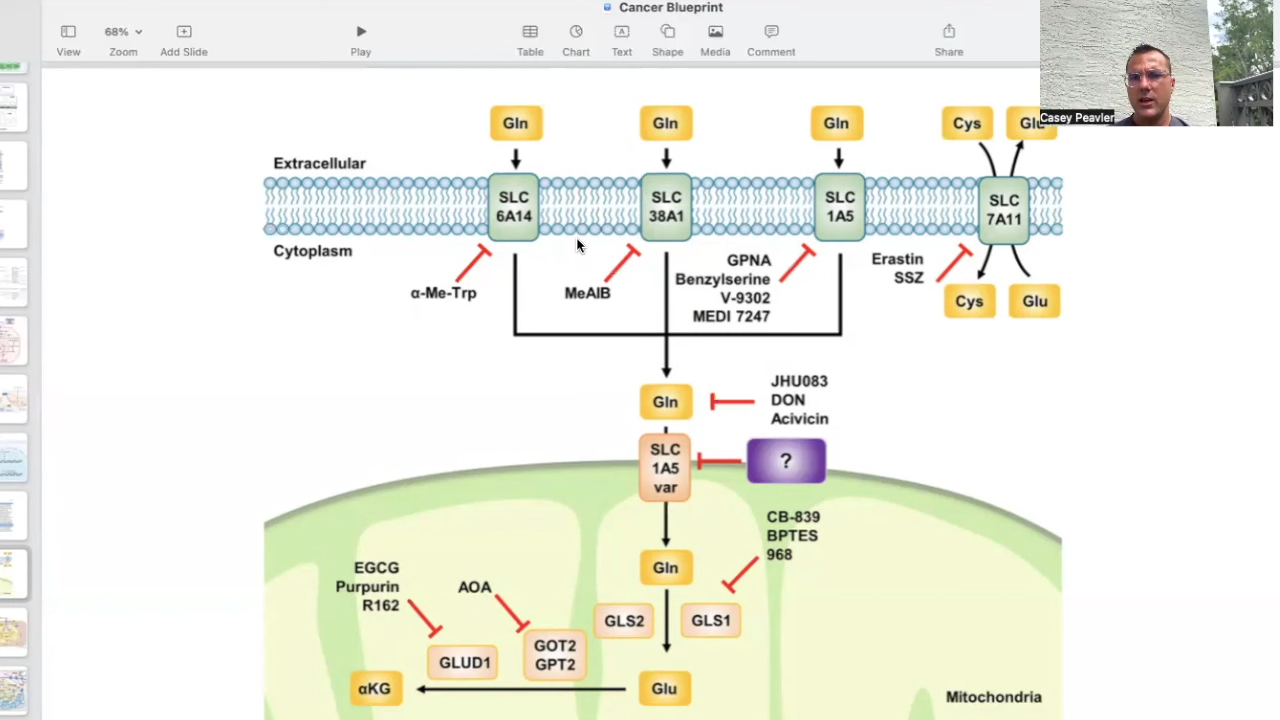 Cancer Blueprint
68%
View
Zoom
Add Slide
Play
Table
Chart
Text
Shape
Media
Comment
Share
Casey Peavler
Gln
Gln
Gln
Cys
Extracellular
SLC
6A14
SLC
38A1
SLC
1A5
SLC
7A11
Cytoplasm
α-Me-Trp
MeAIB
GPNA
Benzylserine
V-9302
MEDI 7247
Erastin
SSZ
Cys
Glu
Gln
JHU083
DON
Acivicin
SLC
1A5
var
?
Gln
CB-839
BPTES
968
EGCG
Purpurin
R162
AOA
GLS2
GLS1
GLUD1
GOT2
GPT2
αKG
Glu
Mitochondria